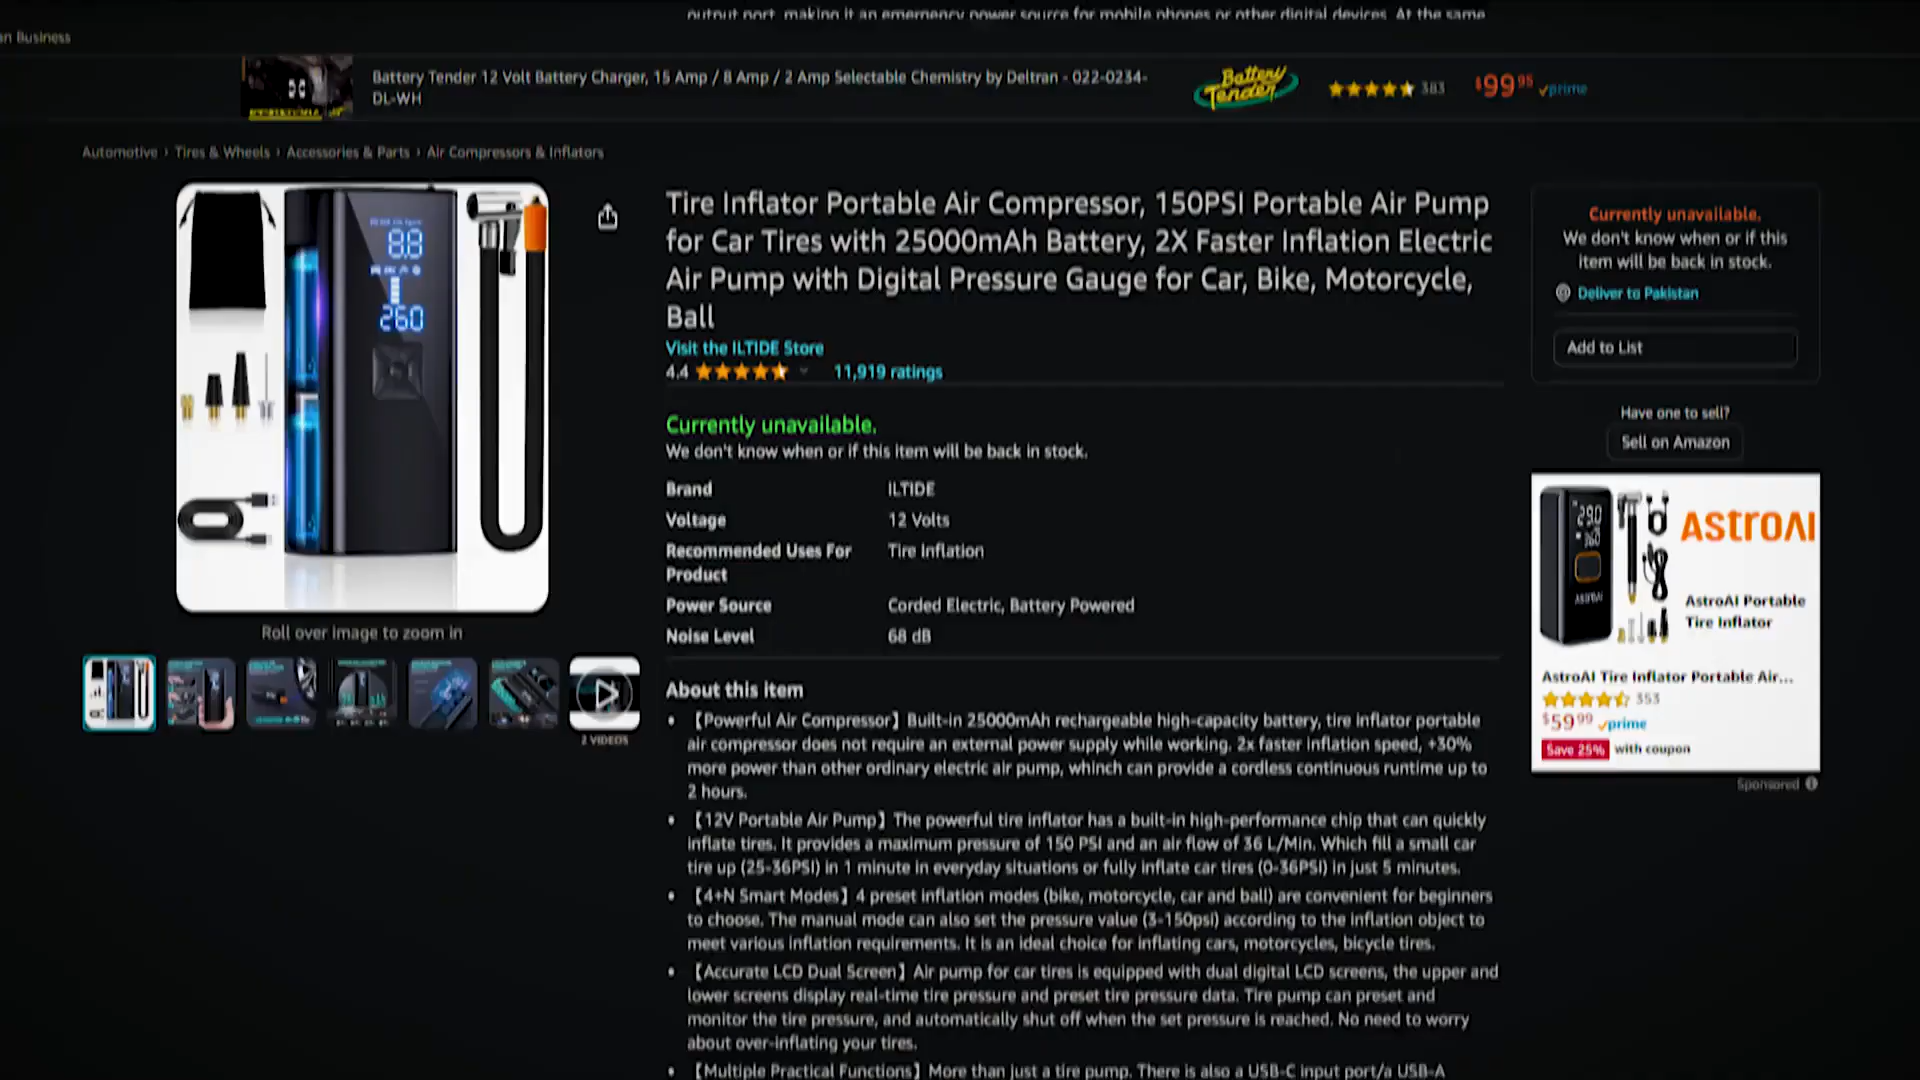 output port, making it an emergency power source for mobile phones or other digital devices. At the same
an Business
Battery Tender 12 Volt Battery Charger, 15 Amp / 8 Amp / 2 Amp Selectable Chemistry by Deltran - 022-0234-
DL-WH
Battery
Tender
383
$99.95 prime
Automotive › Tires & Wheels › Accessories & Parts › Air Compressors & Inflators
8.8
260
Roll over image to zoom in
2 VIDEOS
Tire Inflator Portable Air Compressor, 150PSI Portable Air Pump
for Car Tires with 25000mAh Battery, 2X Faster Inflation Electric
Air Pump with Digital Pressure Gauge for Car, Bike, Motorcycle,
Ball
Visit the ILTIDE Store
4.4 11,919 ratings
Currently unavailable.
We don't know when or if this item will be back in stock.
Brand ILTIDE
Voltage 12 Volts
Recommended Uses For Tire Inflation
Product
Power Source Corded Electric, Battery Powered
Noise Level 68 dB
About this item
• 【Powerful Air Compressor】Built-in 25000mAh rechargeable high-capacity battery, tire inflator portable
air compressor does not require an external power supply while working. 2x faster inflation speed, +30%
more power than other ordinary electric air pump, whinch can provide a cordless continuous runtime up to
2 hours.
• 【12V Portable Air Pump】The powerful tire inflator has a built-in high-performance chip that can quickly
inflate tires. It provides a maximum pressure of 150 PSI and an air flow of 36 L/Min. Which fill a small car
tire up (25-36PSI) in 1 minute in everyday situations or fully inflate car tires (0-36PSI) in just 5 minutes.
• 【4+N Smart Modes】4 preset inflation modes (bike, motorcycle, car and ball) are convenient for beginners
to choose. The manual mode can also set the pressure value (3-150psi) according to the inflation object to
meet various inflation requirements. It is an ideal choice for inflating cars, motorcycles, bicycle tires.
• 【Accurate LCD Dual Screen】Air pump for car tires is equipped with dual digital LCD screens, the upper and
lower screens display real-time tire pressure and preset tire pressure data. Tire pump can preset and
monitor the tire pressure, and automatically shut off when the set pressure is reached. No need to worry
about over-inflating your tires.
• 【Multiple Practical Functions】More than just a tire pump. There is also a USB-C input port/a USB-A
Currently unavailable.
We don't know when or if this
item will be back in stock.
Deliver to Pakistan
Add to List
Have one to sell?
Sell on Amazon
290
360
ASTROAI
ASTROAI
AstroAI Portable
Tire Inflator
AstroAI Tire Inflator Portable Air...
353
$59.99 prime
Save 25% with coupon
Sponsored